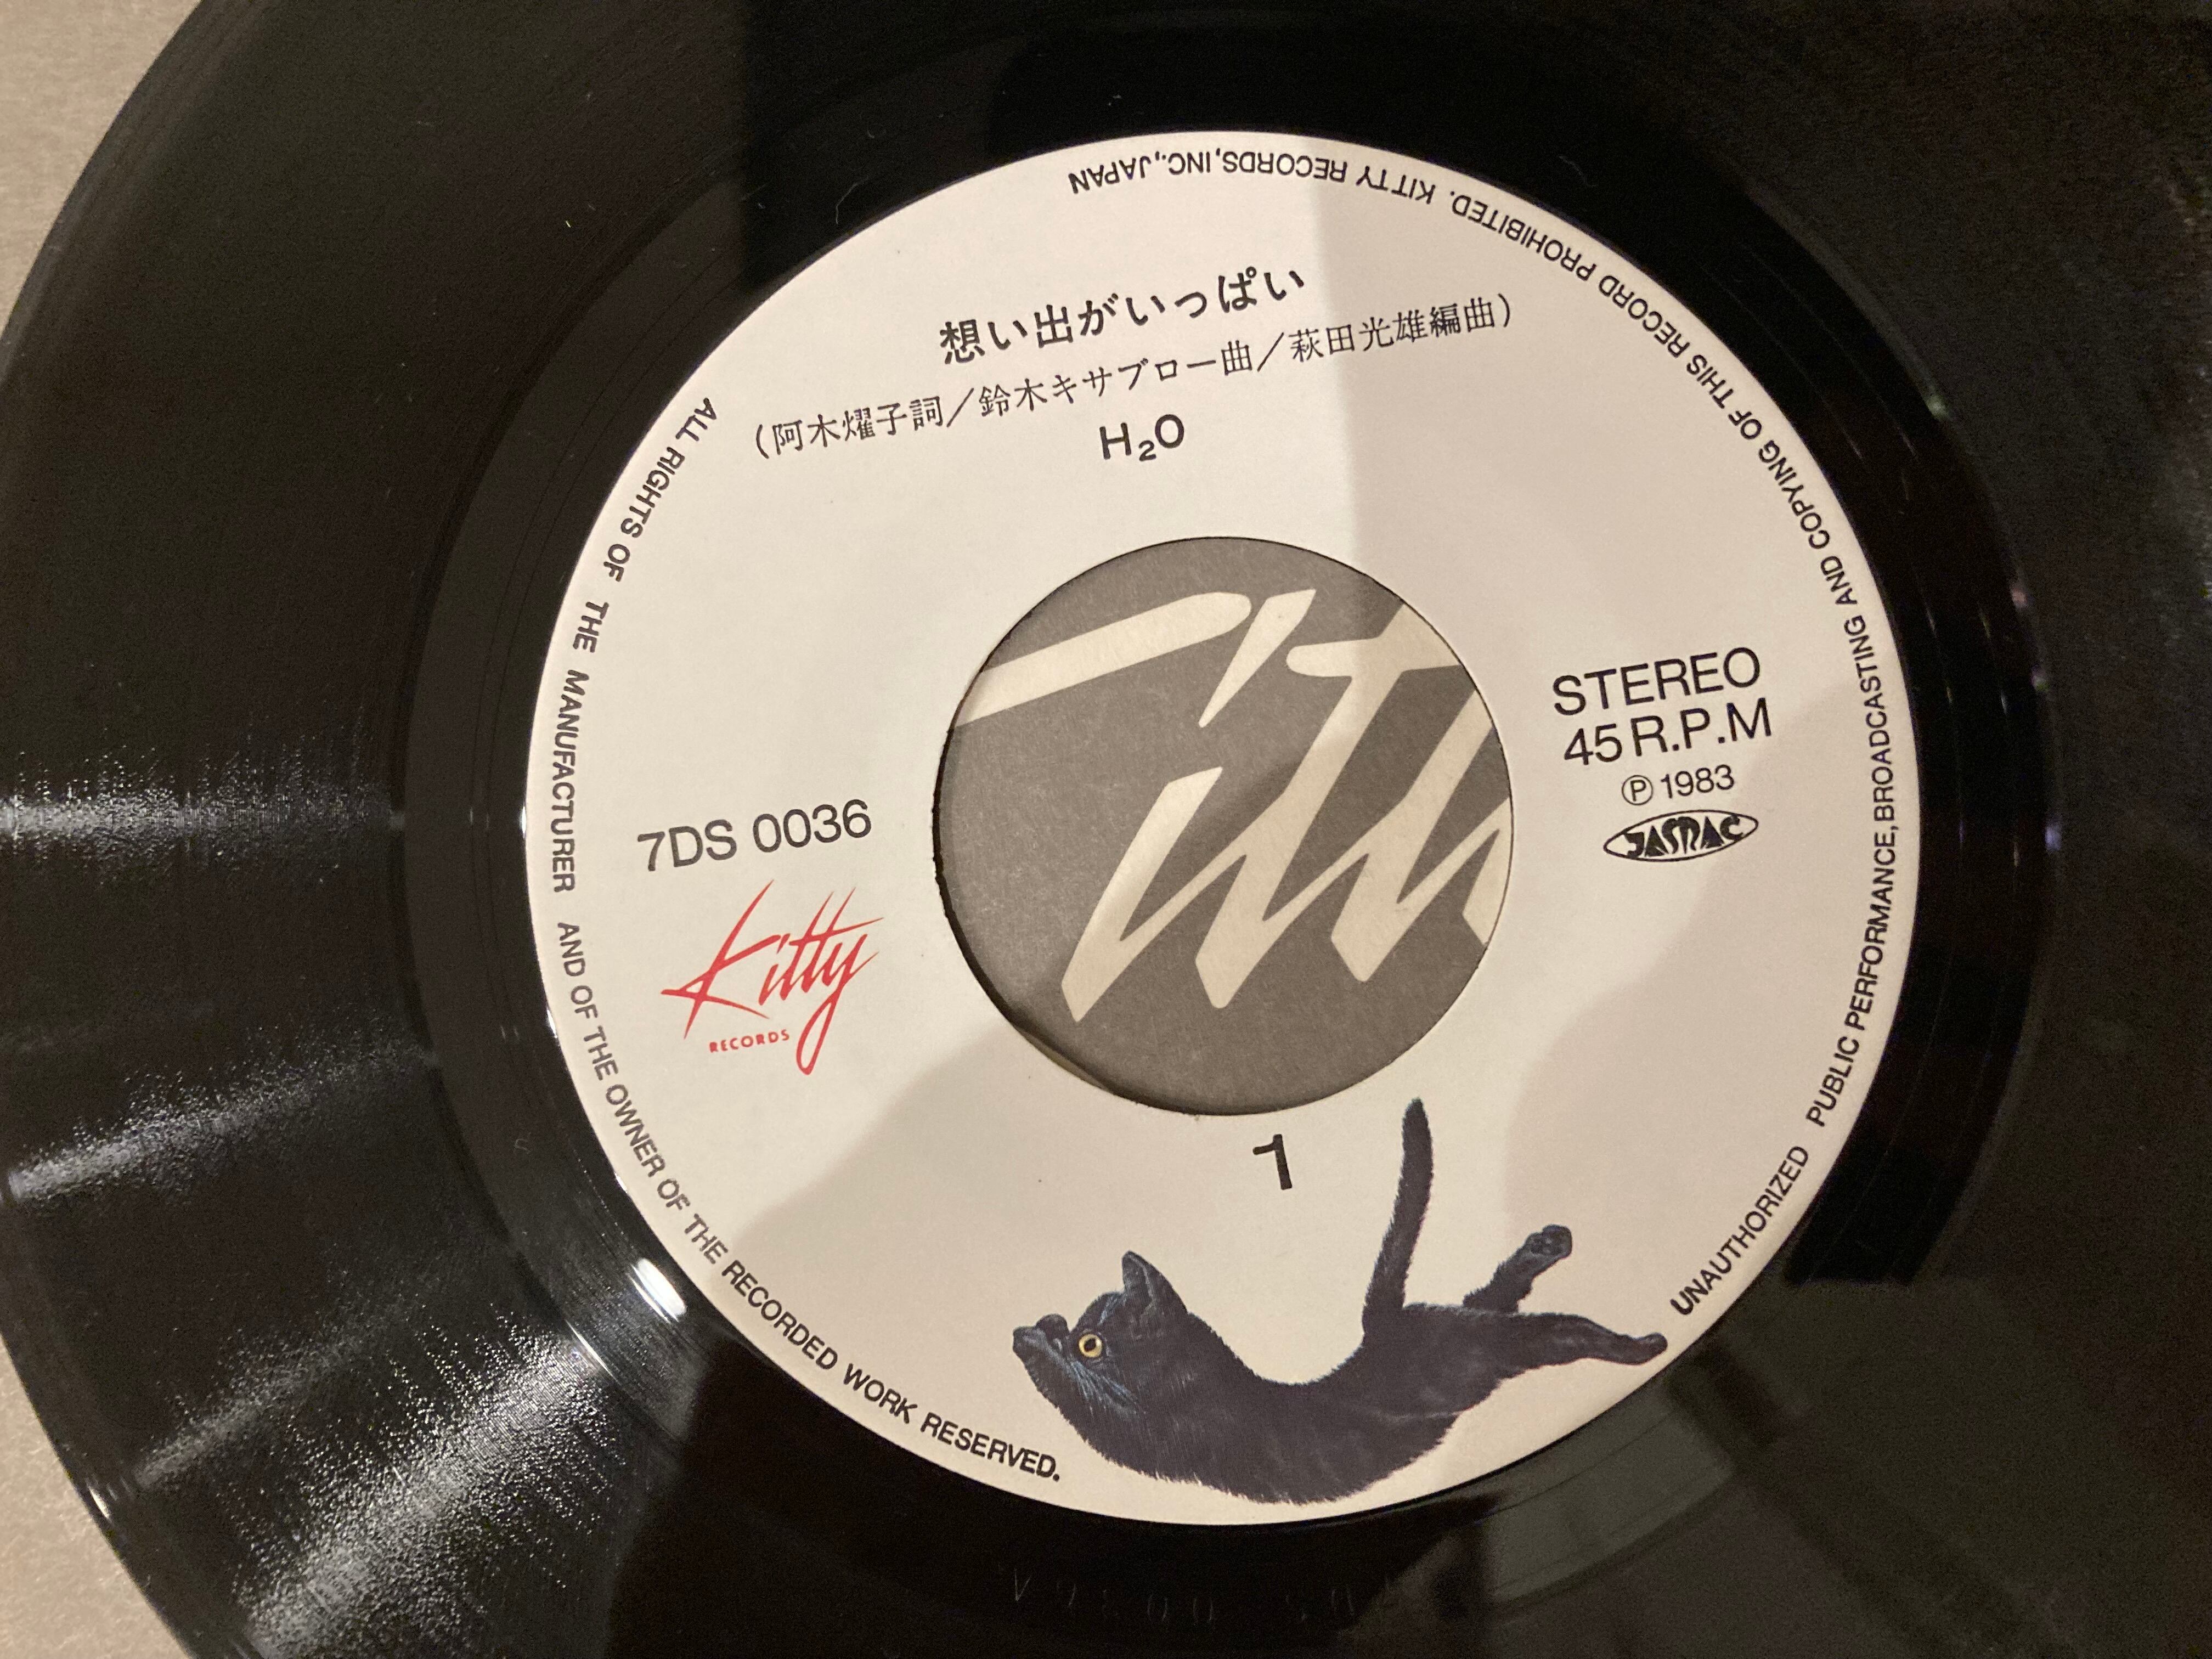 想い出がいっぱい
（阿木燿子詞／鈴木キサブロー曲／萩田光雄編曲）
H₂O
STEREO
45 R.P.M
Ⓟ 1983
JASRAC
7DS 0036
Kitty
RECORDS
1
ALL RIGHTS OF THE MANUFACTURER AND OF THE OWNER OF THE RECORDED WORK RESERVED.
UNAUTHORIZED PUBLIC PERFORMANCE, BROADCASTING AND COPYING OF THIS RECORD PROHIBITED. KITTY RECORDS, INC., JAPAN